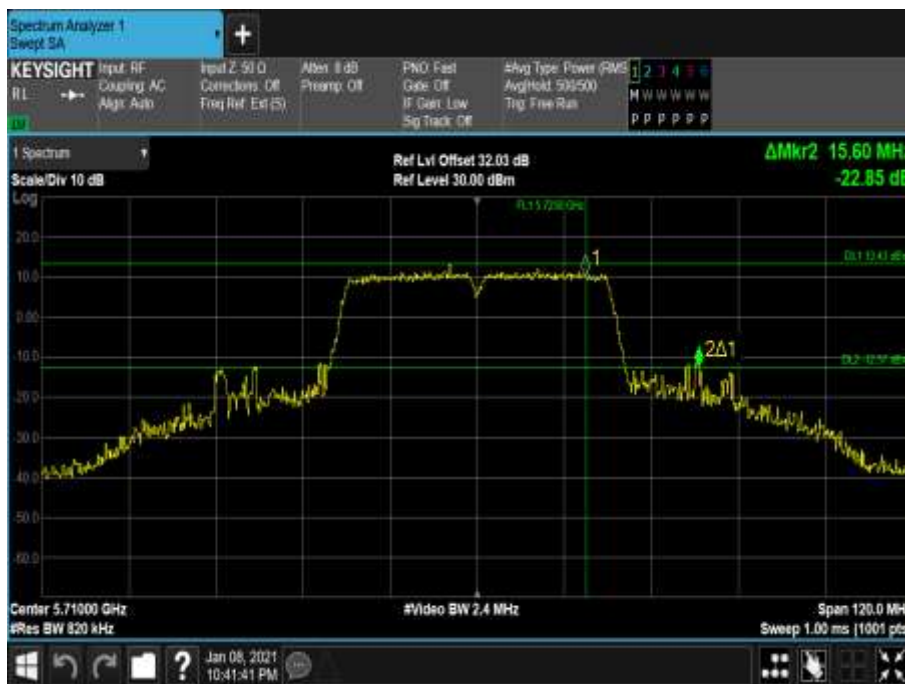 Spectrum Analyzer 1
Swept SA
+
KEYSIGHT Input: RF Input Z: 50 Ω Atten: 8 dB PNO: Fast #Avg Type: Power (RMS 1 2 3 4 5 6
RL Coupling: AC Corrections: Off Preamp: Off Gate: Off Avg|Hold: 500/500 M W W W W W
Align: Auto Freq Ref: Ext (S) IF Gain: Low Trig: Free Run
Sig Track: Off P P P P P P
1 Spectrum
Ref Lvl Offset 32.03 dB ΔMkr2 15.60 MHz
Scale/Div 10 dB Ref Level 30.00 dBm -22.85 dB
Log
20.0
10.0
0.00
-10.0
-20.0
-30.0
-40.0
-50.0
-60.0
1
2Δ1
Center 5.71000 GHz #Video BW 2.4 MHz Span 120.0 MH
#Res BW 820 kHz Sweep 1.00 ms (1001 pts
? Jan 08, 2021
10:41:41 PM